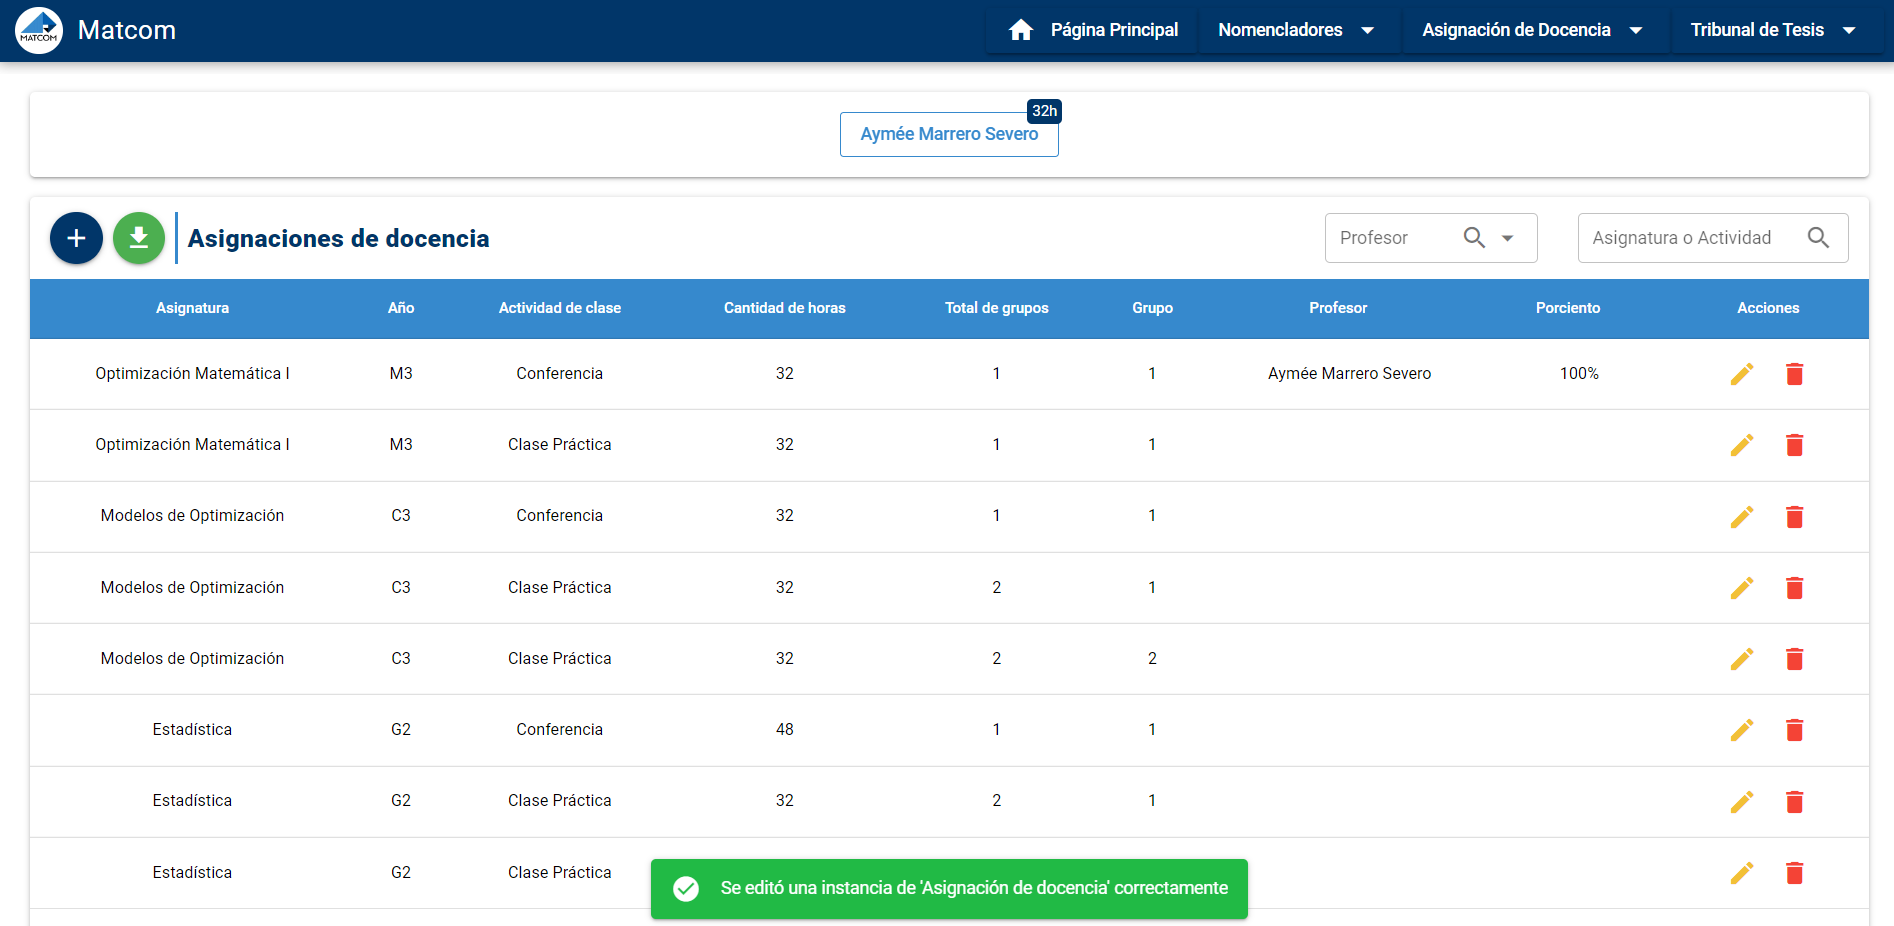 MATCOM
Matcom
Página Principal
Nomencladores
Asignación de Docencia
Tribunal de Tesis
32h
Aymée Marrero Severo
Asignaciones de docencia
Profesor
Asignatura o Actividad
Asignatura Año Actividad de clase Cantidad de horas Total de grupos Grupo Profesor Porciento Acciones
Optimización Matemática I M3 Conferencia 32 1 1 Aymée Marrero Severo 100%
Optimización Matemática I M3 Clase Práctica 32 1 1
Modelos de Optimización C3 Conferencia 32 1 1
Modelos de Optimización C3 Clase Práctica 32 2 1
Modelos de Optimización C3 Clase Práctica 32 2 2
Estadística G2 Conferencia 48 1 1
Estadística G2 Clase Práctica 32 2 1
Estadística G2 Clase Práctica
Se editó una instancia de 'Asignación de docencia' correctamente